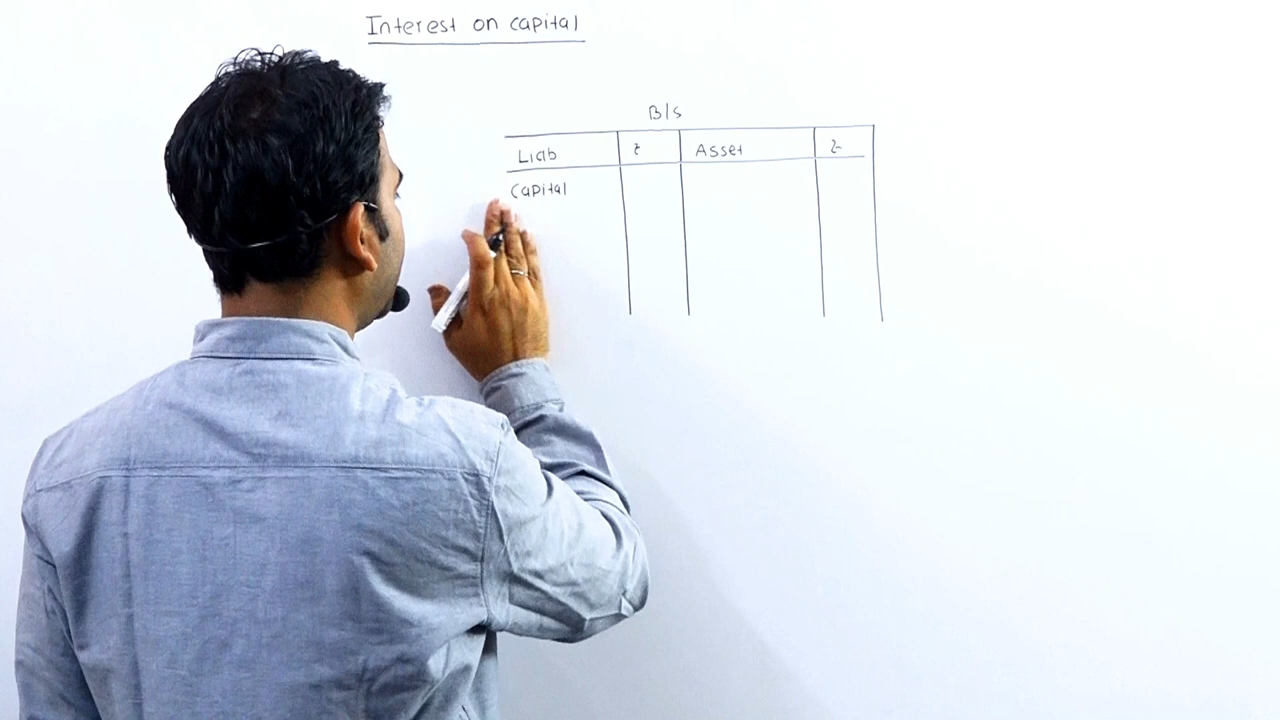 Interest on capital
B/S
Liab ₹ Asset ₹
Capital